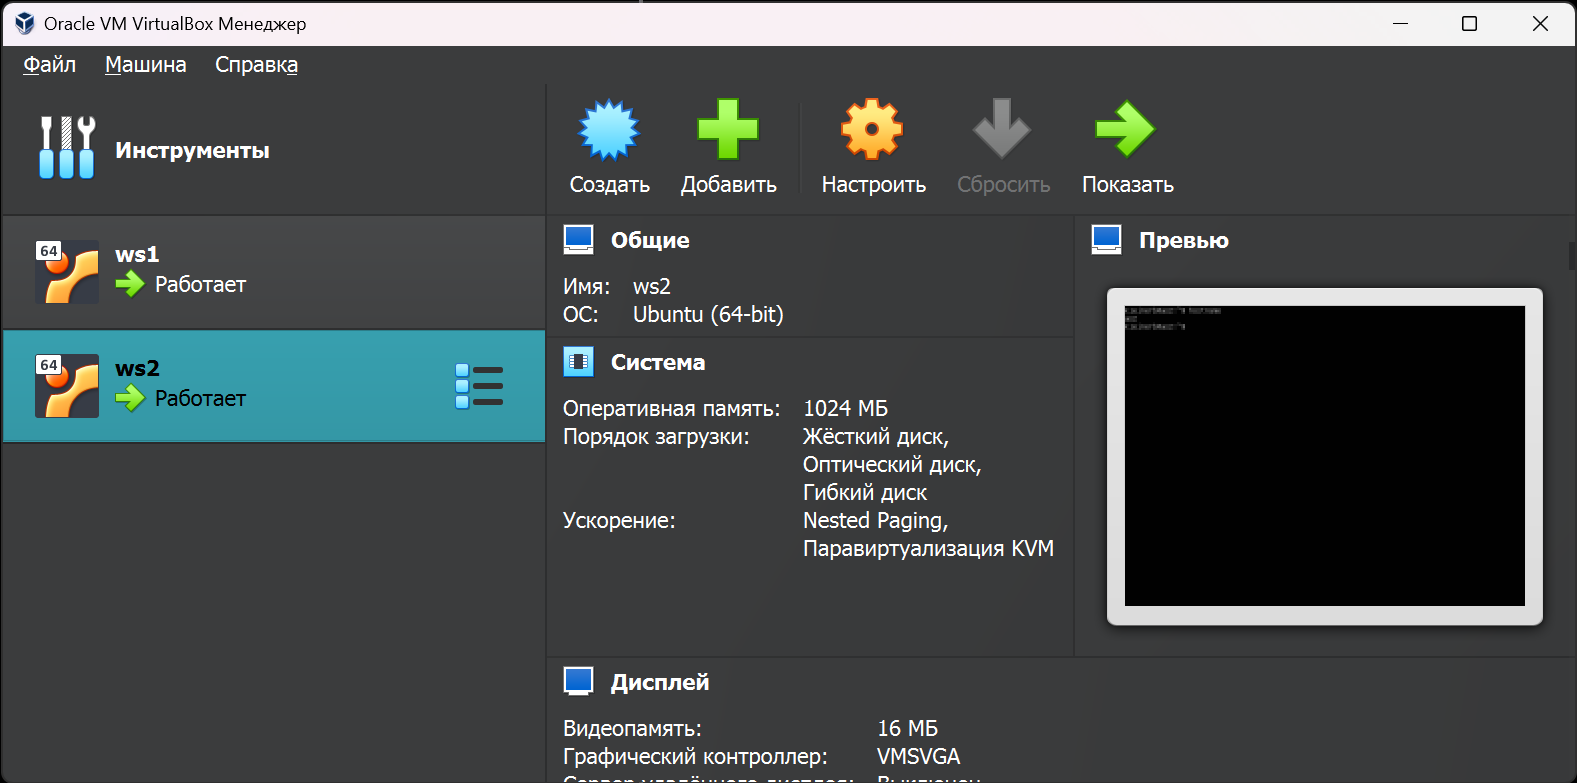 Oracle VM VirtualBox Менеджер
Файл Машина Справка
Инструменты
Создать Добавить Настроить Сбросить Показать
64
ws1
Работает
64
ws2
Работает
Общие
Имя: ws2
ОС: Ubuntu (64-bit)
Система
Оперативная память: 1024 МБ
Порядок загрузки: Жёсткий диск,
Оптический диск,
Гибкий диск
Ускорение: Nested Paging,
Паравиртуализация KVM
Превью
Дисплей
Видеопамять: 16 МБ
Графический контроллер: VMSVGA